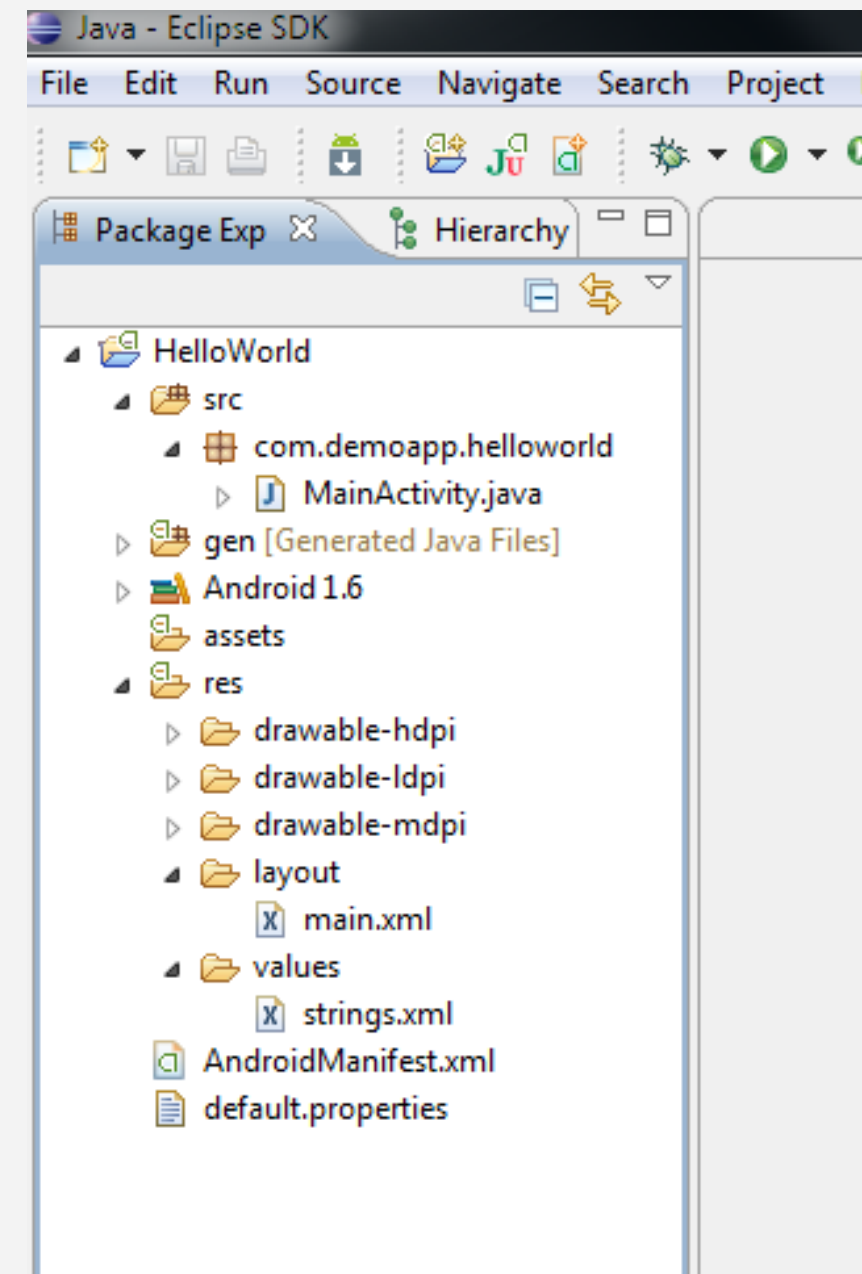 Java - Eclipse SDK
File Edit Run Source Navigate Search Project
Package Exp Hierarchy
HelloWorld
src
com.demoapp.helloworld
MainActivity.java
gen [Generated Java Files]
Android 1.6
assets
res
drawable-hdpi
drawable-ldpi
drawable-mdpi
layout
main.xml
values
strings.xml
AndroidManifest.xml
default.properties